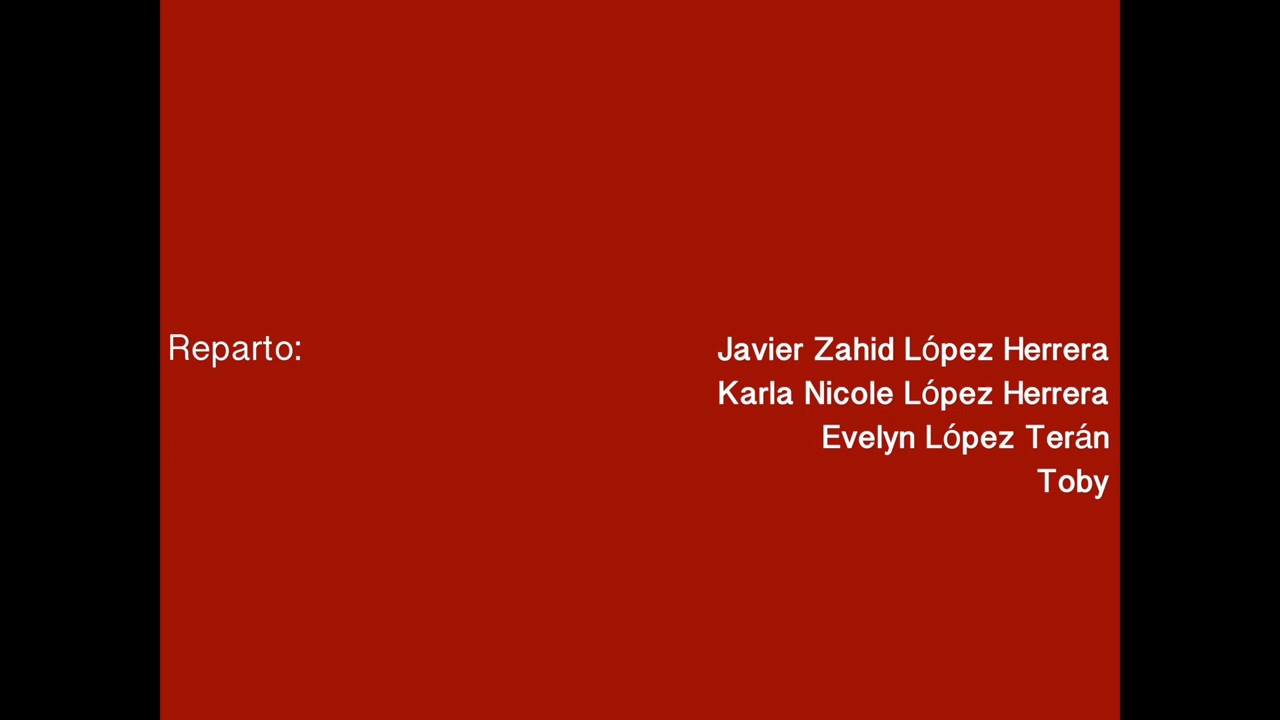 Reparto: Javier Zahid López Herrera
Karla Nicole López Herrera
Evelyn López Terán
Toby